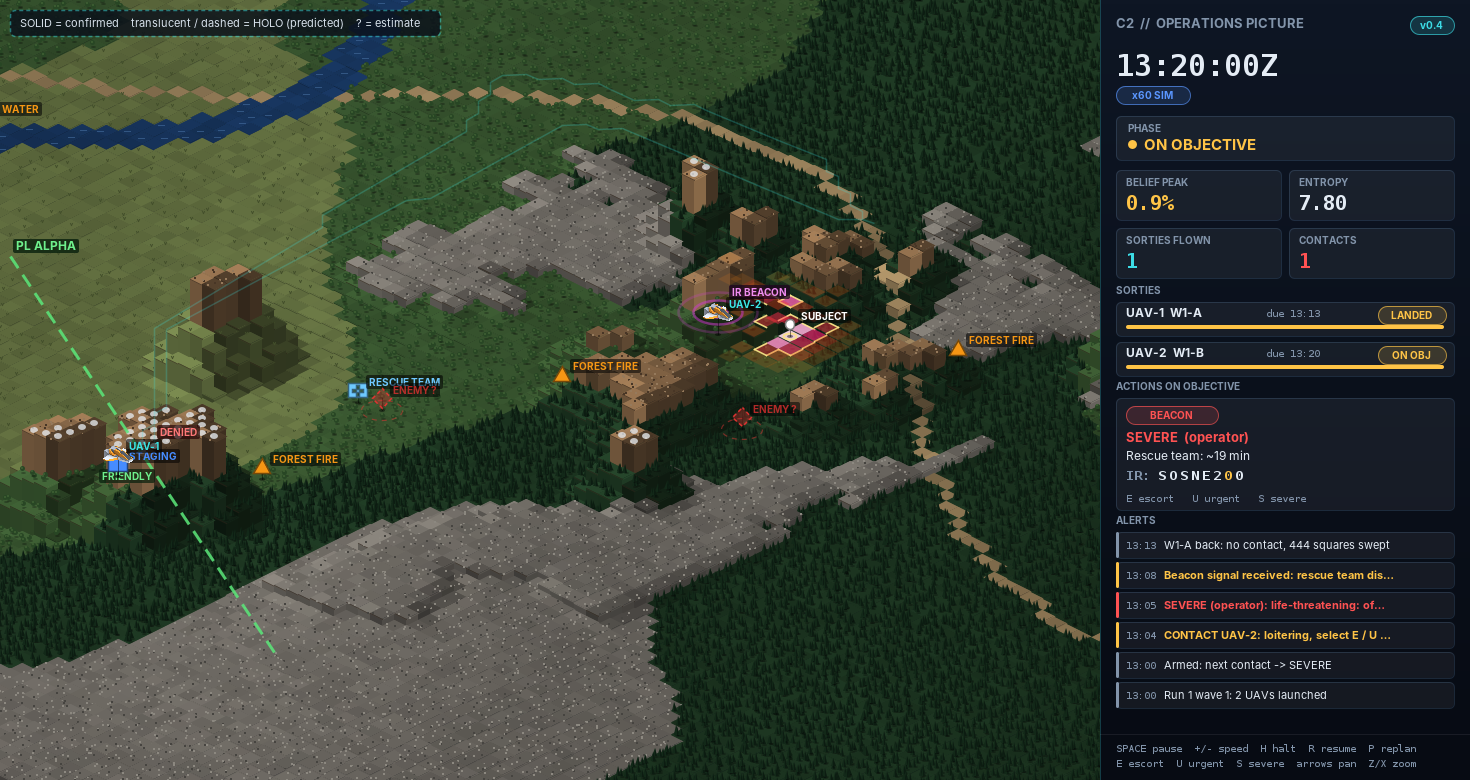 SOLID = confirmed translucent / dashed = HOLO (predicted) ? = estimate
WATER
PL ALPHA
IR BEACON
UAV-2
SUBJECT
FOREST FIRE
FOREST FIRE
RESCUE TEAM
ENEMY?
ENEMY?
DENIED
UAV-1
STAGING
FOREST FIRE
FRIENDLY
C2 // OPERATIONS PICTURE
v0.4
13:20:00Z
x60 SIM
PHASE
ON OBJECTIVE
BELIEF PEAK
0.9%
ENTROPY
7.80
SORTIES FLOWN
1
CONTACTS
1
SORTIES
UAV-1 W1-A due 13:13 LANDED
UAV-2 W1-B due 13:20 ON OBJ
ACTIONS ON OBJECTIVE
BEACON
SEVERE (operator)
Rescue team: ~19 min
IR: SOSNE200
E escort U urgent S severe
ALERTS
13:13 W1-A back: no contact, 444 squares swept
13:08 Beacon signal received: rescue team dis...
13:05 SEVERE (operator): life-threatening: of...
13:04 CONTACT UAV-2: loitering, select E / U ...
13:00 Armed: next contact -> SEVERE
13:00 Run 1 wave 1: 2 UAVs launched
SPACE pause +/- speed H halt R resume P replan
E escort U urgent S severe arrows pan Z/X zoom